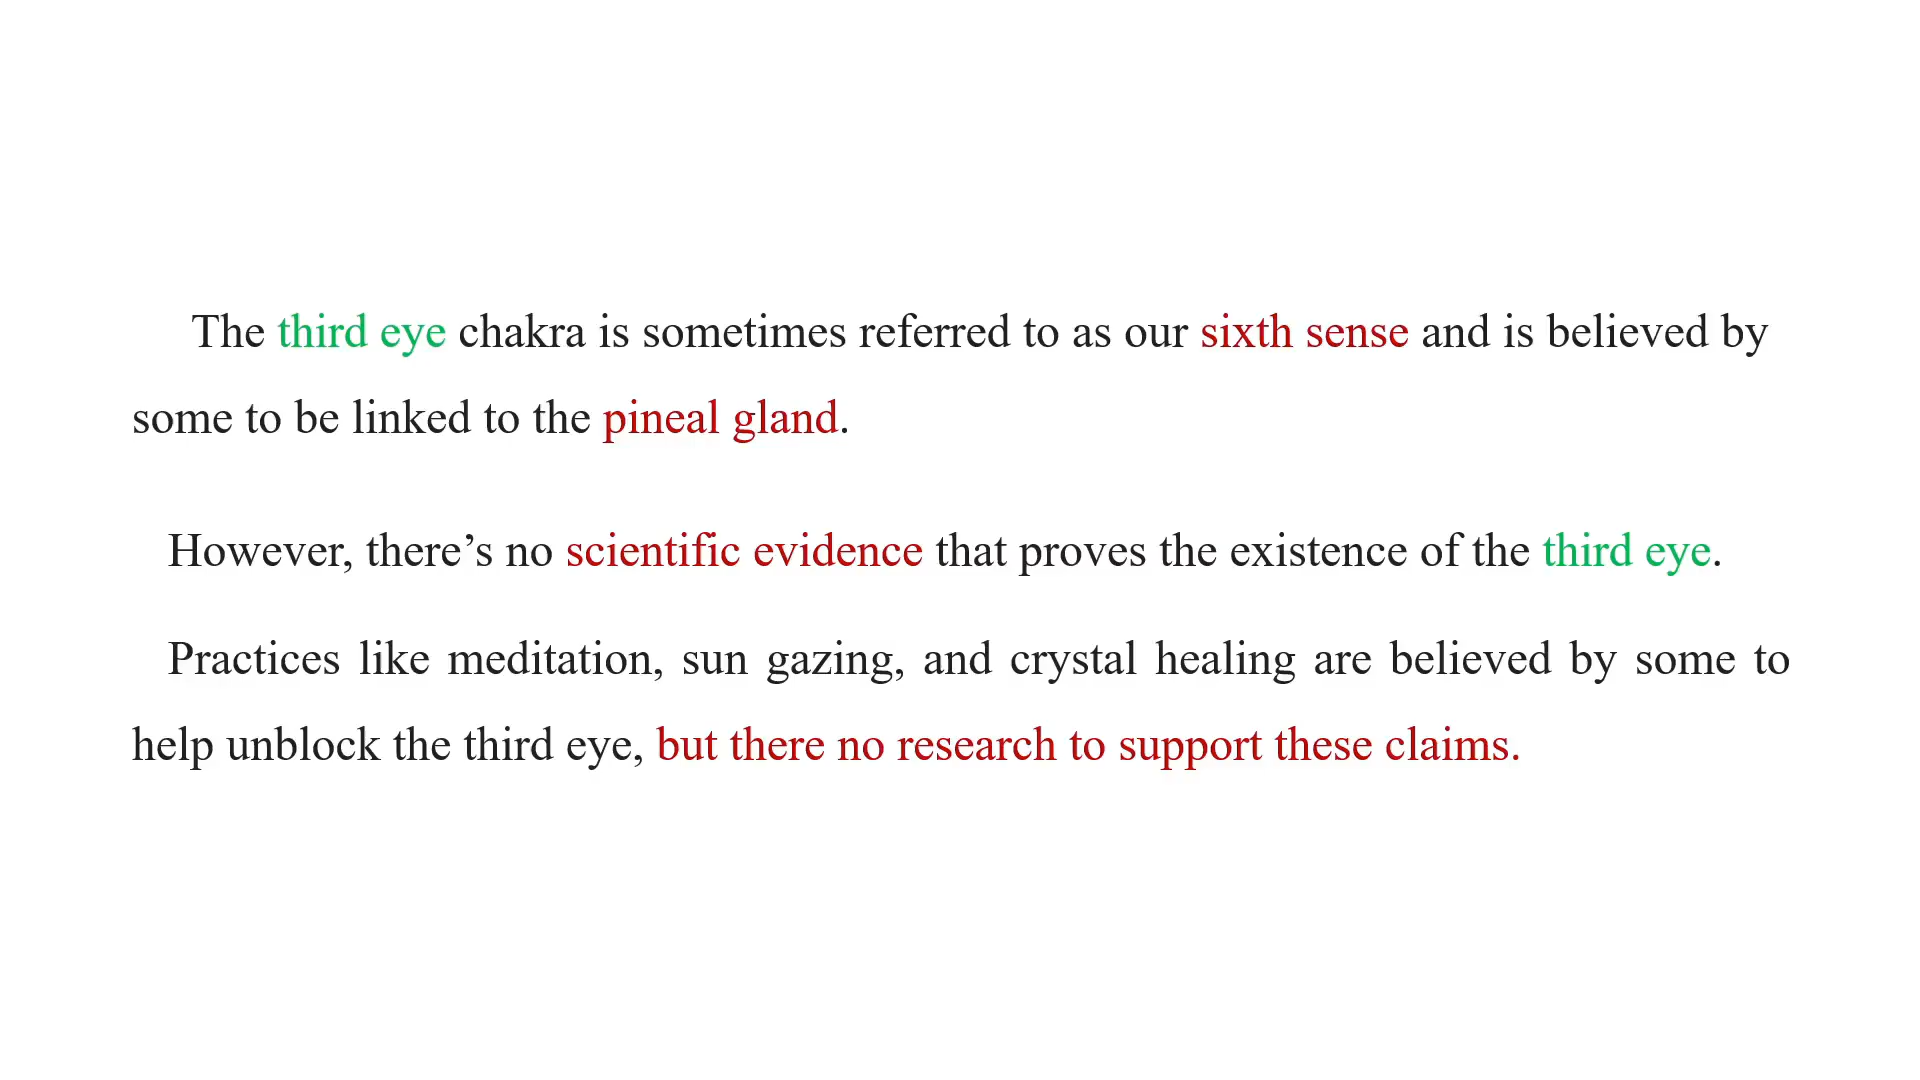 The third eye chakra is sometimes referred to as our sixth sense and is believed by
some to be linked to the pineal gland.
However, there’s no scientific evidence that proves the existence of the third eye.
Practices like meditation, sun gazing, and crystal healing are believed by some to
help unblock the third eye, but there no research to support these claims.